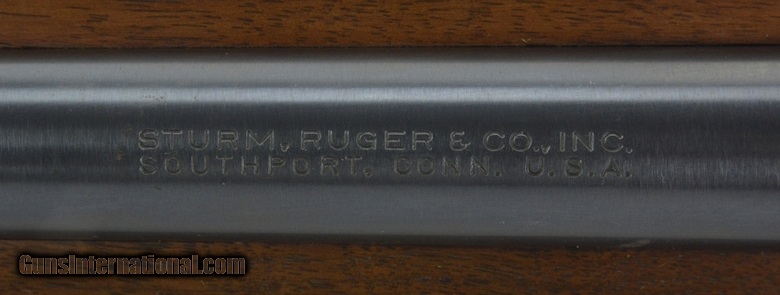 STURM, RUGER & CO., INC.
SOUTHPORT, CONN. U.S.A.
GunsInternational.com